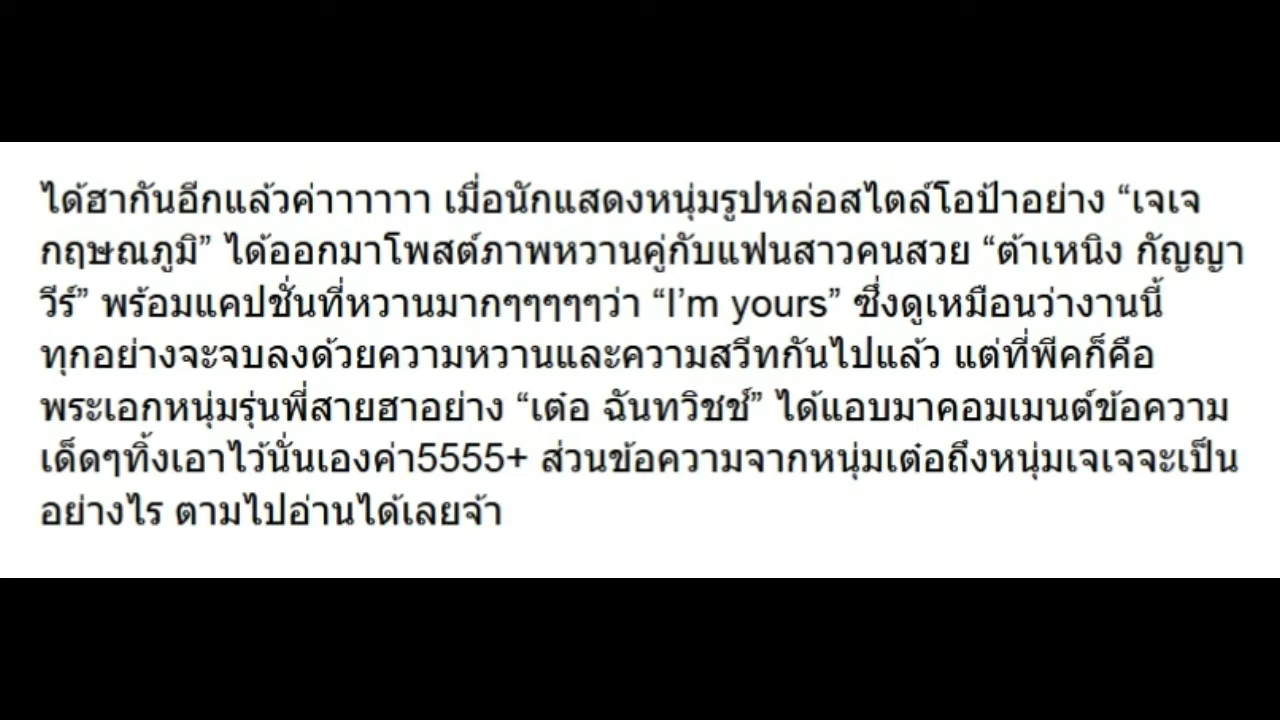 ได้ฮากันอีกแล้วค่าาาาาา เมื่อนักแสดงหนุ่มรูปหล่อสไตล์โอป้าอย่าง “เจเจ
กฤษณภูมิ” ได้ออกมาโพสต์ภาพหวานคู่กับแฟนสาวคนสวย “ต้าเหนิง กัญญา
วีร์” พร้อมแคปชั่นที่หวานมากๆๆๆๆๆว่า “I’m yours” ซึ่งดูเหมือนว่างานนี้
ทุกอย่างจะจบลงด้วยความหวานและความสวีทกันไปแล้ว แต่ที่พีคก็คือ
พระเอกหนุ่มรุ่นพี่สายฮาอย่าง “เต๋อ ฉันทวิชช์” ได้แอบมาคอมเมนต์ข้อความ
เด็ดๆทิ้งเอาไว้นั่นเองค่า5555+ ส่วนข้อความจากหนุ่มเต๋อถึงหนุ่มเจเจจะเป็น
อย่างไร ตามไปอ่านได้เลยจ้า